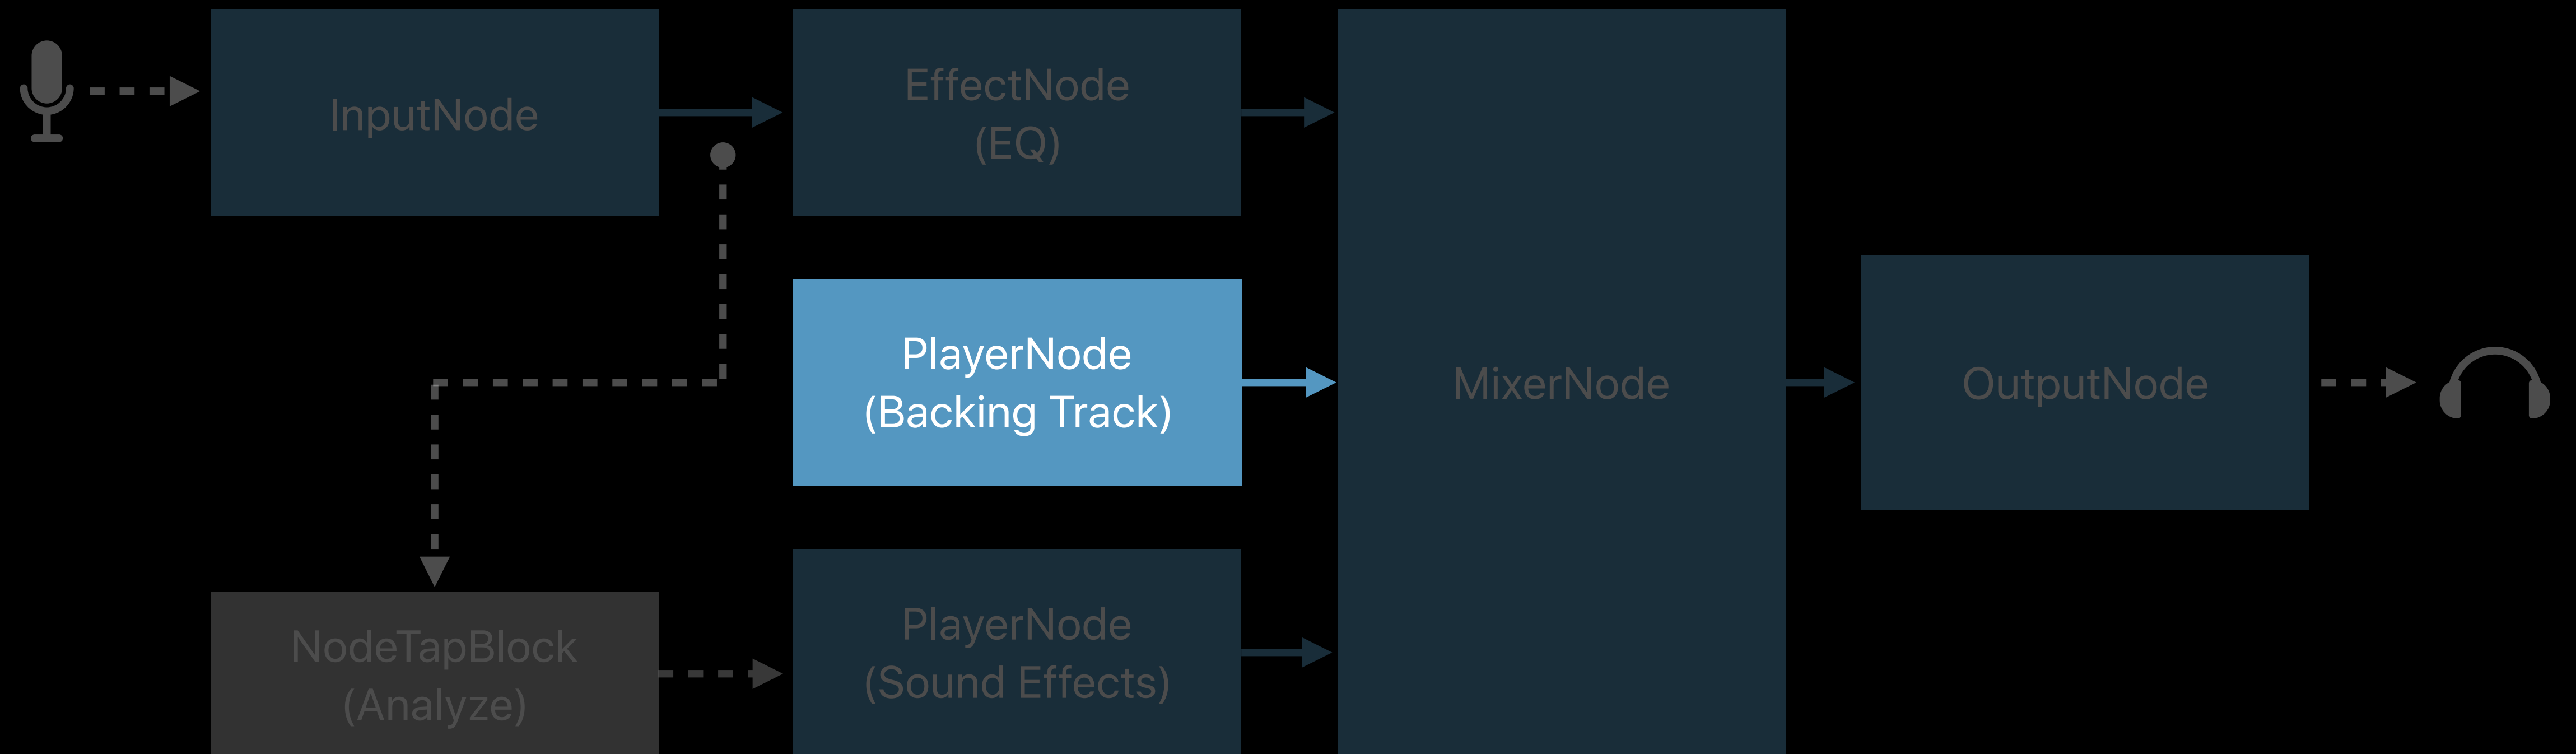 InputNode
EffectNode
(EQ)
PlayerNode
(Backing Track)
MixerNode
OutputNode
NodeTapBlock
(Analyze)
PlayerNode
(Sound Effects)